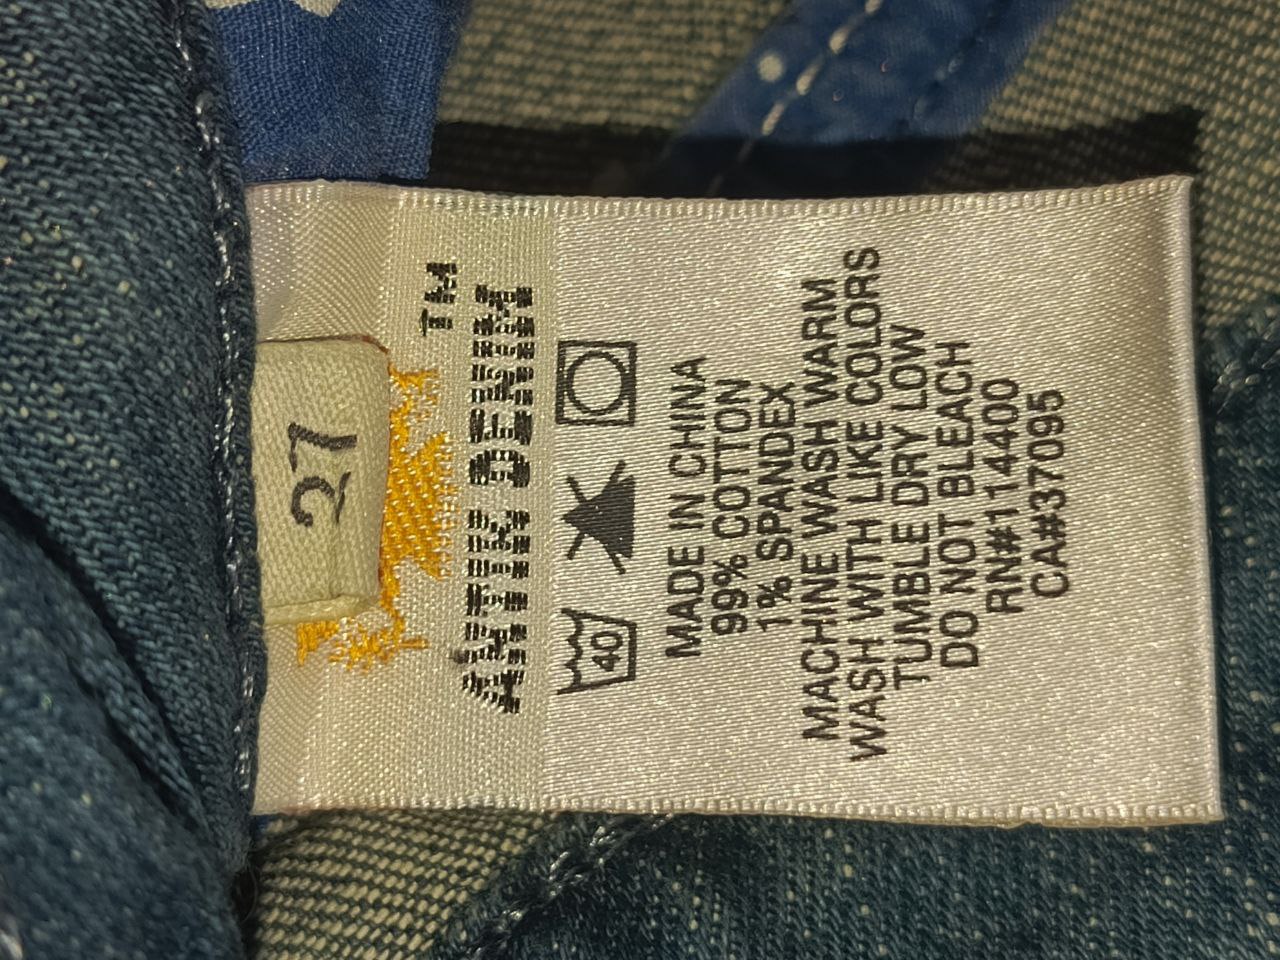 27
ANTIK DENIM
TM
40
MADE IN CHINA
99% COTTON
1% SPANDEX
MACHINE WASH WARM
WASH WITH LIKE COLORS
TUMBLE DRY LOW
DO NOT BLEACH
RN#114400
CA#37095